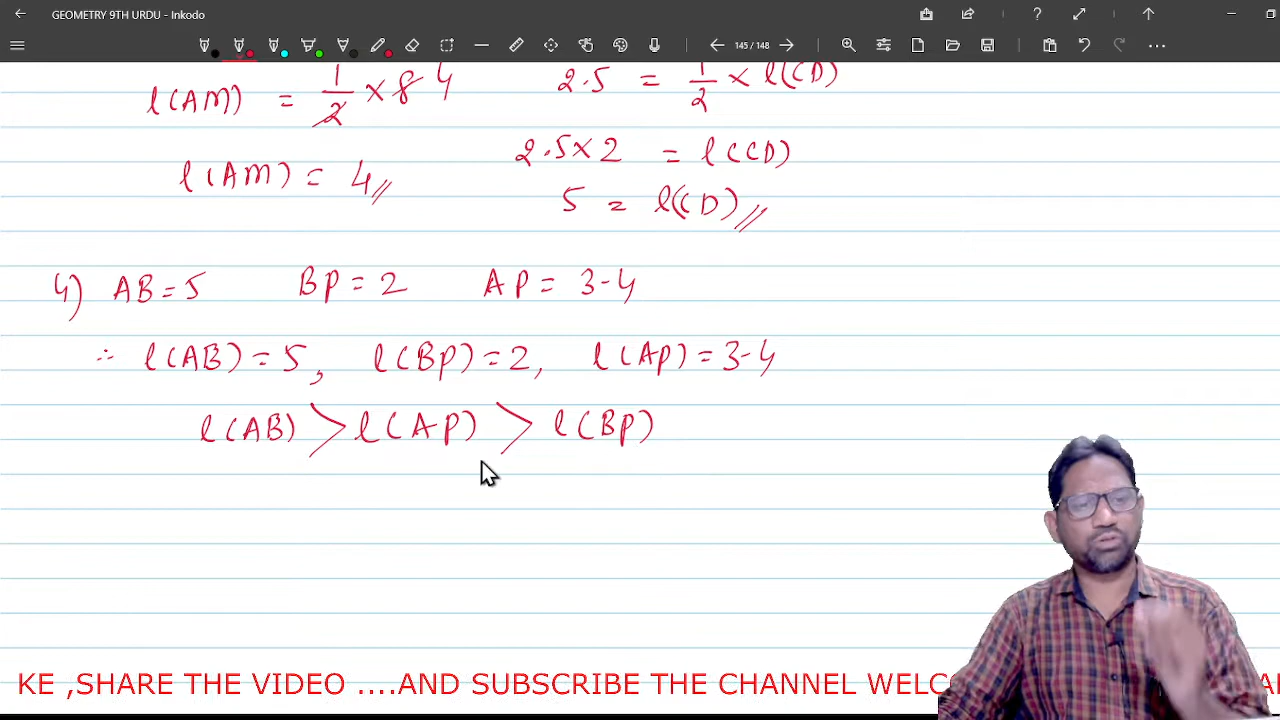 GEOMETRY 9TH URDU - Inkodo
145 / 148
l(AM) = 1/2 × 8 4
2.5 = 1/2 × l(CD)
2.5×2 = l(CD)
l(AM) = 4//
5 = l(CD)//
4) AB = 5 BP = 2 AP = 3-4
∴ l(AB) = 5, l(BP) = 2, l(AP) = 3-4
l(AB) > l(AP) > l(BP)
KE ,SHARE THE VIDEO ....AND SUBSCRIBE THE CHANNEL